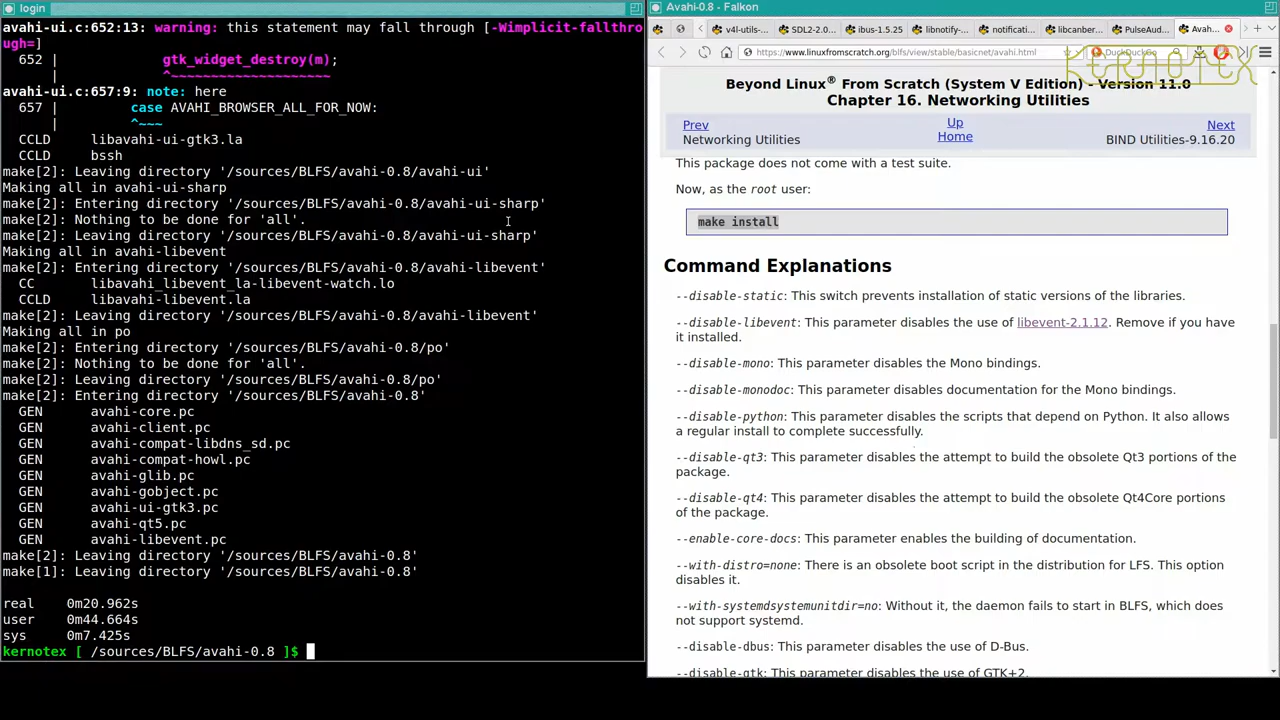 login
avahi-ui.c:652:13: warning: this statement may fall through [-Wimplicit-fallthro
ugh=]
652 | gtk_widget_destroy(m);
| ^~~~~~~~~~~~~~~~~~~~~
avahi-ui.c:657:9: note: here
657 | case AVAHI_BROWSER_ALL_FOR_NOW:
| ^~~~
CCLD libavahi-ui-gtk3.la
CCLD bssh
make[2]: Leaving directory '/sources/BLFS/avahi-0.8/avahi-ui'
Making all in avahi-ui-sharp
make[2]: Entering directory '/sources/BLFS/avahi-0.8/avahi-ui-sharp'
make[2]: Nothing to be done for 'all'.
make[2]: Leaving directory '/sources/BLFS/avahi-0.8/avahi-ui-sharp'
Making all in avahi-libevent
make[2]: Entering directory '/sources/BLFS/avahi-0.8/avahi-libevent'
CC libavahi_libevent_la-libevent-watch.lo
CCLD libavahi-libevent.la
make[2]: Leaving directory '/sources/BLFS/avahi-0.8/avahi-libevent'
Making all in po
make[2]: Entering directory '/sources/BLFS/avahi-0.8/po'
make[2]: Nothing to be done for 'all'.
make[2]: Leaving directory '/sources/BLFS/avahi-0.8/po'
make[2]: Entering directory '/sources/BLFS/avahi-0.8'
GEN avahi-core.pc
GEN avahi-client.pc
GEN avahi-compat-libdns_sd.pc
GEN avahi-compat-howl.pc
GEN avahi-glib.pc
GEN avahi-gobject.pc
GEN avahi-ui-gtk3.pc
GEN avahi-qt5.pc
GEN avahi-libevent.pc
make[2]: Leaving directory '/sources/BLFS/avahi-0.8'
make[1]: Leaving directory '/sources/BLFS/avahi-0.8'
real 0m20.962s
user 0m44.664s
sys 0m7.425s
kernotex [ /sources/BLFS/avahi-0.8 ]$
Avahi-0.8 - Falkon
v4l-utils-... SDL2-2.0... ibus-1.5.25 libnotify-... notificati... libcanber... PulseAud... Avah...
https://www.linuxfromscratch.org/blfs/view/stable/basicnet/avahi.html DuckDuckGo
KERNOTEX
Beyond Linux® From Scratch (System V Edition) - Version 11.0
Chapter 16. Networking Utilities
Prev Up Next
Networking Utilities Home BIND Utilities-9.16.20
This package does not come with a test suite.
Now, as the root user:
make install
Command Explanations
--disable-static: This switch prevents installation of static versions of the libraries.
--disable-libevent: This parameter disables the use of libevent-2.1.12. Remove if you have
it installed.
--disable-mono: This parameter disables the Mono bindings.
--disable-monodoc: This parameter disables documentation for the Mono bindings.
--disable-python: This parameter disables the scripts that depend on Python. It also allows
a regular install to complete successfully.
--disable-qt3: This parameter disables the attempt to build the obsolete Qt3 portions of the
package.
--disable-qt4: This parameter disables the attempt to build the obsolete Qt4Core portions
of the package.
--enable-core-docs: This parameter enables the building of documentation.
--with-distro=none: There is an obsolete boot script in the distribution for LFS. This option
disables it.
--with-systemdsystemunitdir=no: Without it, the daemon fails to start in BLFS, which does
not support systemd.
--disable-dbus: This parameter disables the use of D-Bus.
--disable-gtk: This parameter disables the use of GTK+2.